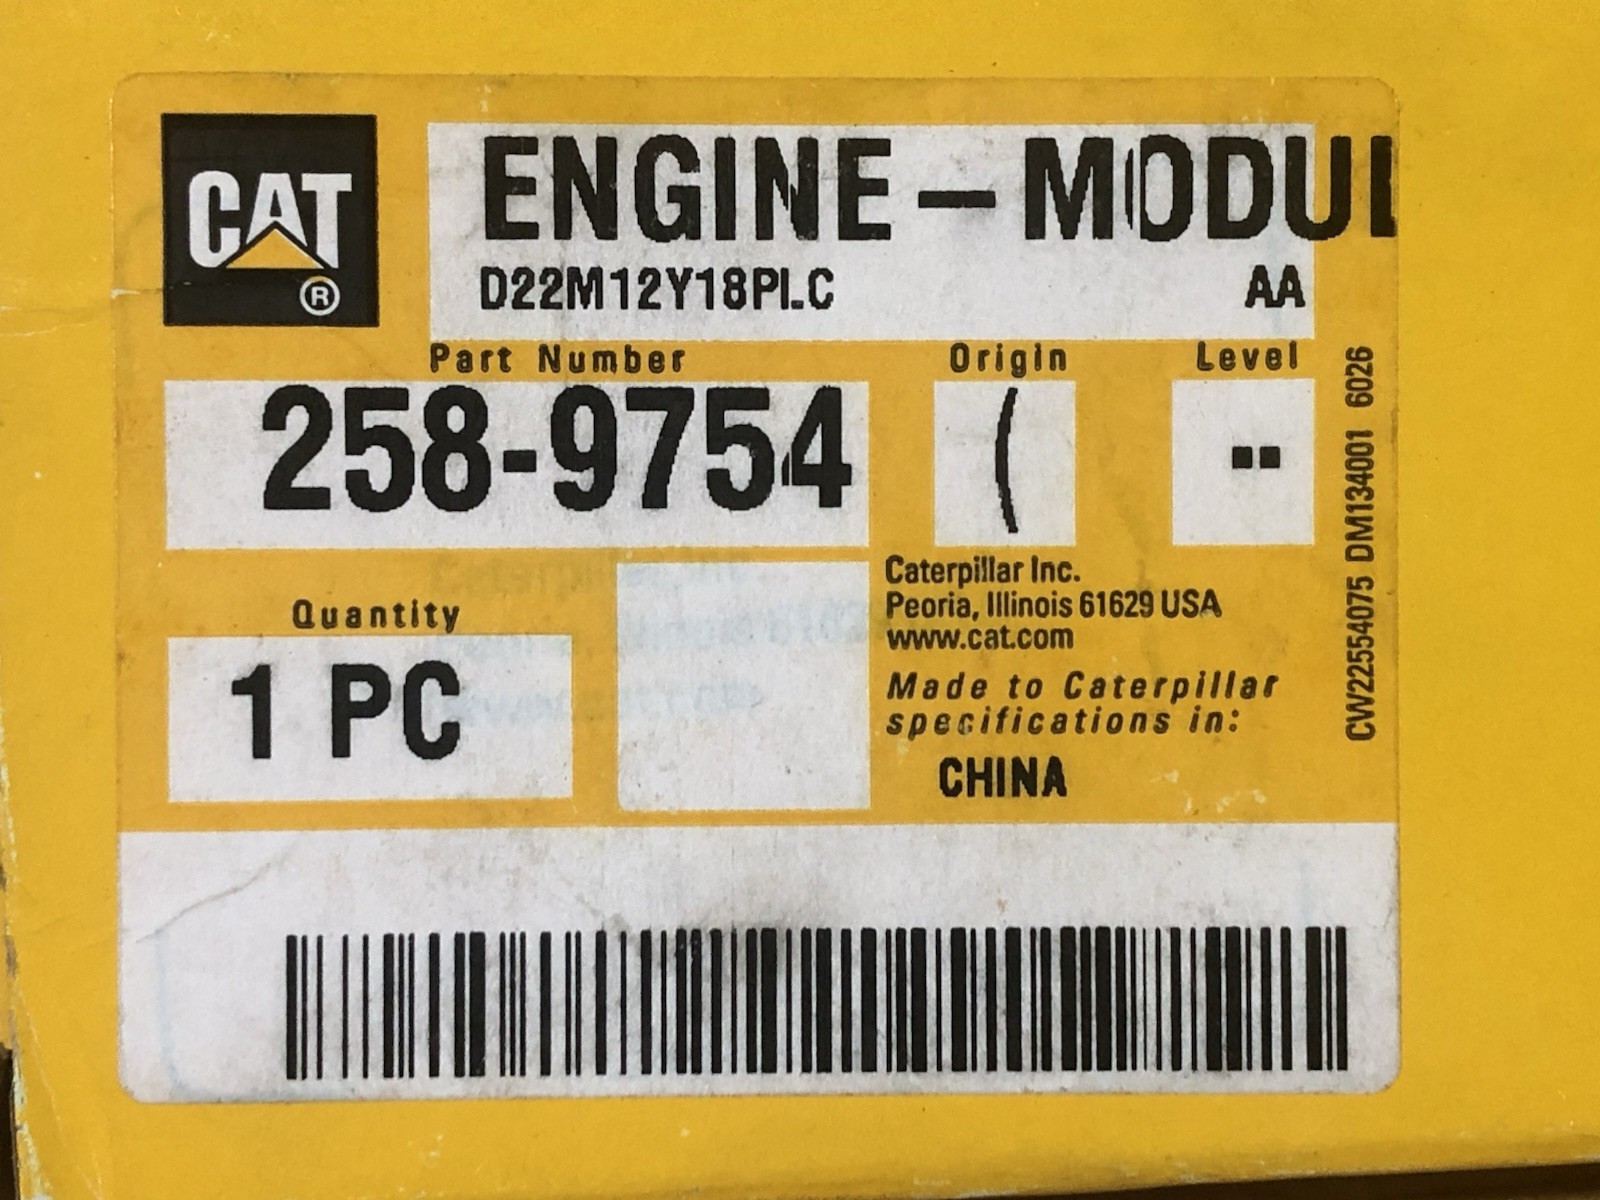 CAT
®
ENGINE - MODUL
D22M12Y18PLC AA
Part Number Origin Level
258-9754 ( --
Quantity
1 PC
Caterpillar Inc.
Peoria, Illinois 61629 USA
www.cat.com
Made to Caterpillar
specifications in:
CHINA
CW22554075 DM134001 6026